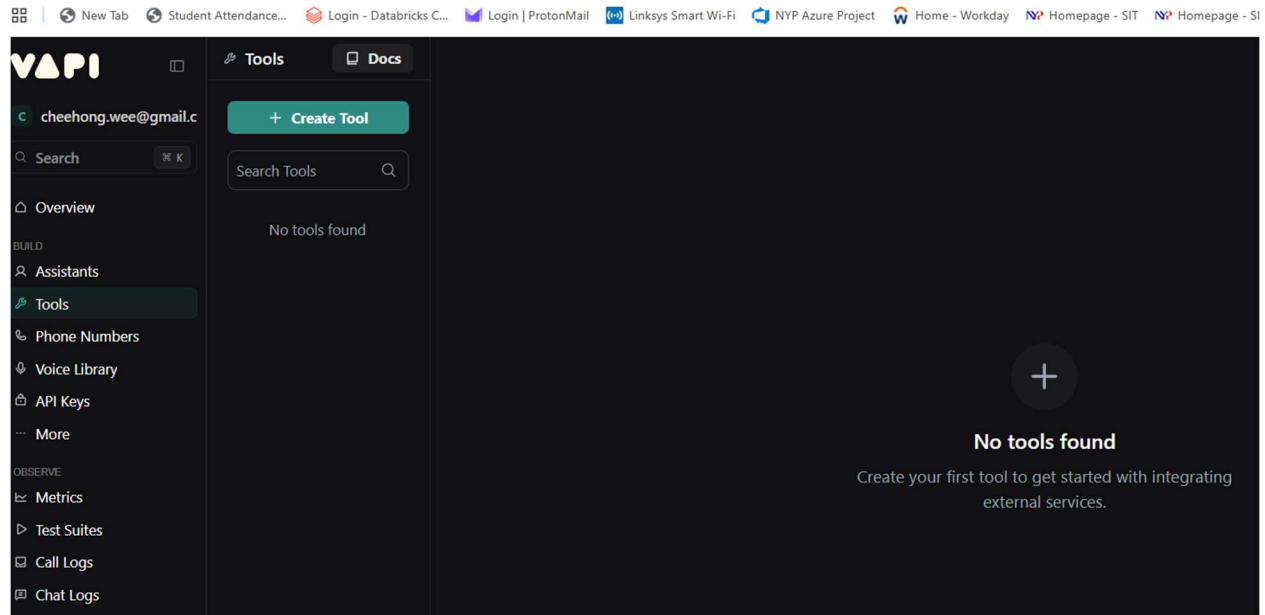 New Tab Student Attendance... Login - Databricks C... Login | ProtonMail Linksys Smart Wi-Fi NYP Azure Project Home - Workday Homepage - SIT Homepage - SI
VAPI
C cheehong.wee@gmail.c
Search ⌘ K
Overview
BUILD
Assistants
Tools
Phone Numbers
Voice Library
API Keys
More
OBSERVE
Metrics
Test Suites
Call Logs
Chat Logs
Tools Docs
+ Create Tool
Search Tools
No tools found
No tools found
Create your first tool to get started with integrating
external services.